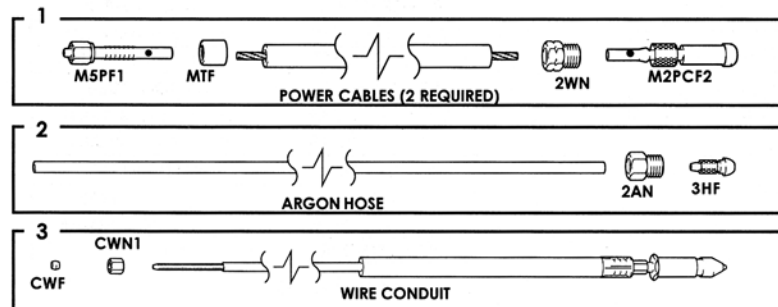 1
M5PF1
MTF
POWER CABLES (2 REQUIRED)
2WN
M2PCF2
2
ARGON HOSE
2AN
3HF
3
CWF
CWN1
WIRE CONDUIT